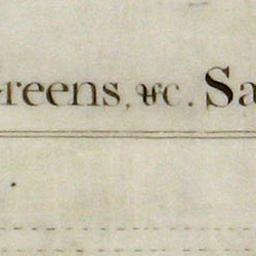 reens, &c. Sa